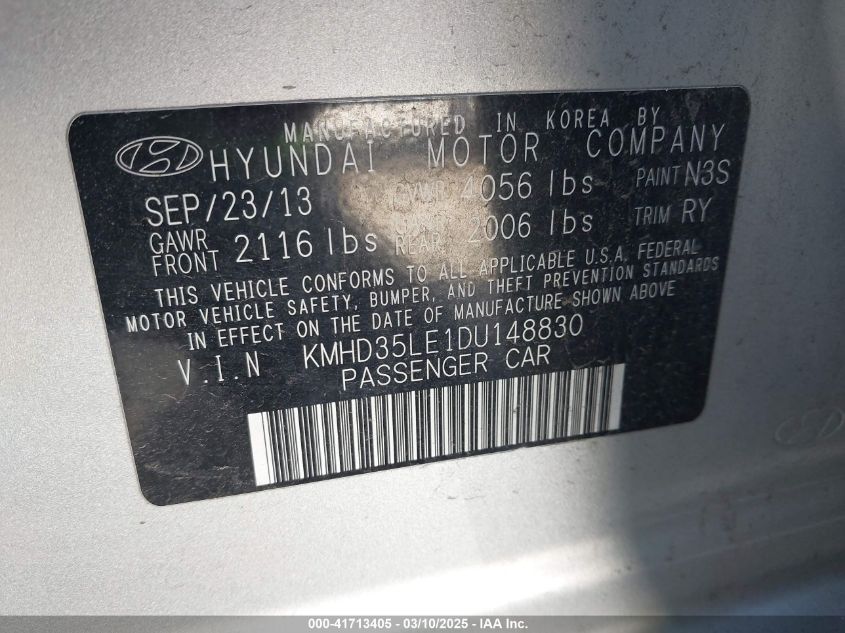 MANUFACTURED IN KOREA BY
HYUNDAI MOTOR COMPANY
SEP/23/13 GVWR 4056 lbs PAINT N3S
GAWR FRONT 2116 lbs GAWR REAR 2006 lbs TRIM RY
THIS VEHICLE CONFORMS TO ALL APPLICABLE U.S.A. FEDERAL
MOTOR VEHICLE SAFETY, BUMPER, AND THEFT PREVENTION STANDARDS
IN EFFECT ON THE DATE OF MANUFACTURE SHOWN ABOVE
V.I.N KMHD35LE1DU148830
PASSENGER CAR
000-41713405 - 03/10/2025 - IAA Inc.